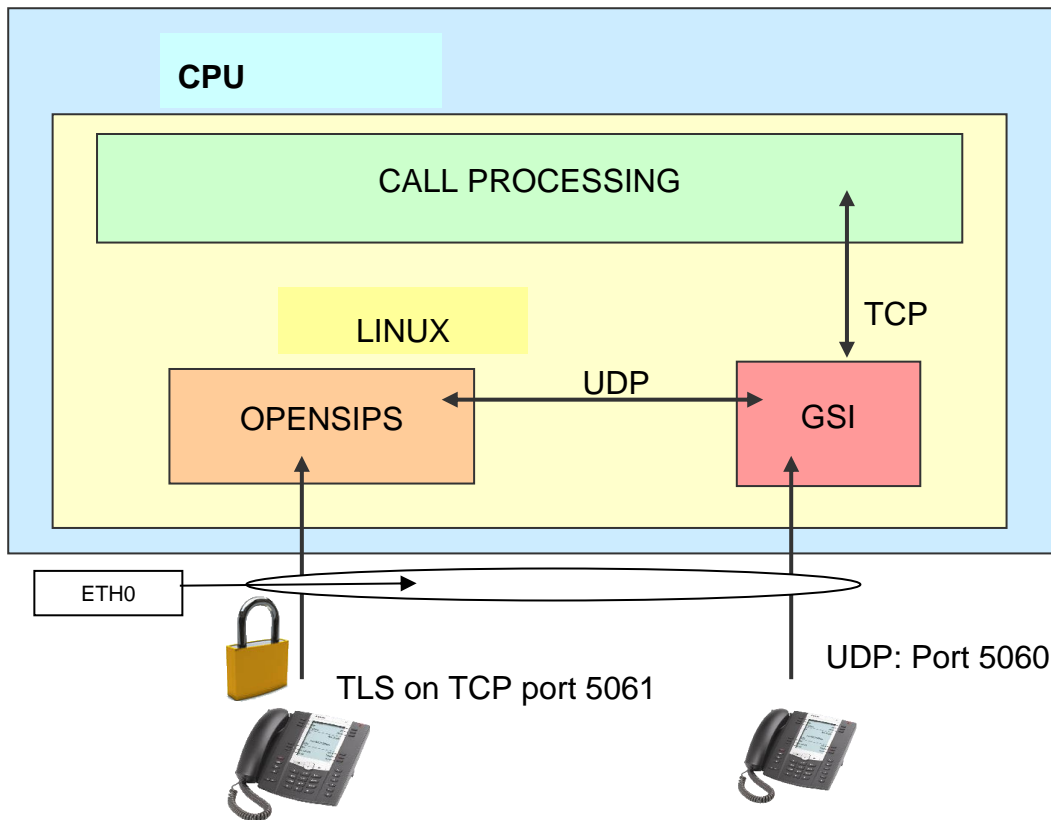 CPU
CALL PROCESSING
TCP
LINUX
UDP
OPENSIPS
GSI
ETH0
UDP: Port 5060
TLS on TCP port 5061